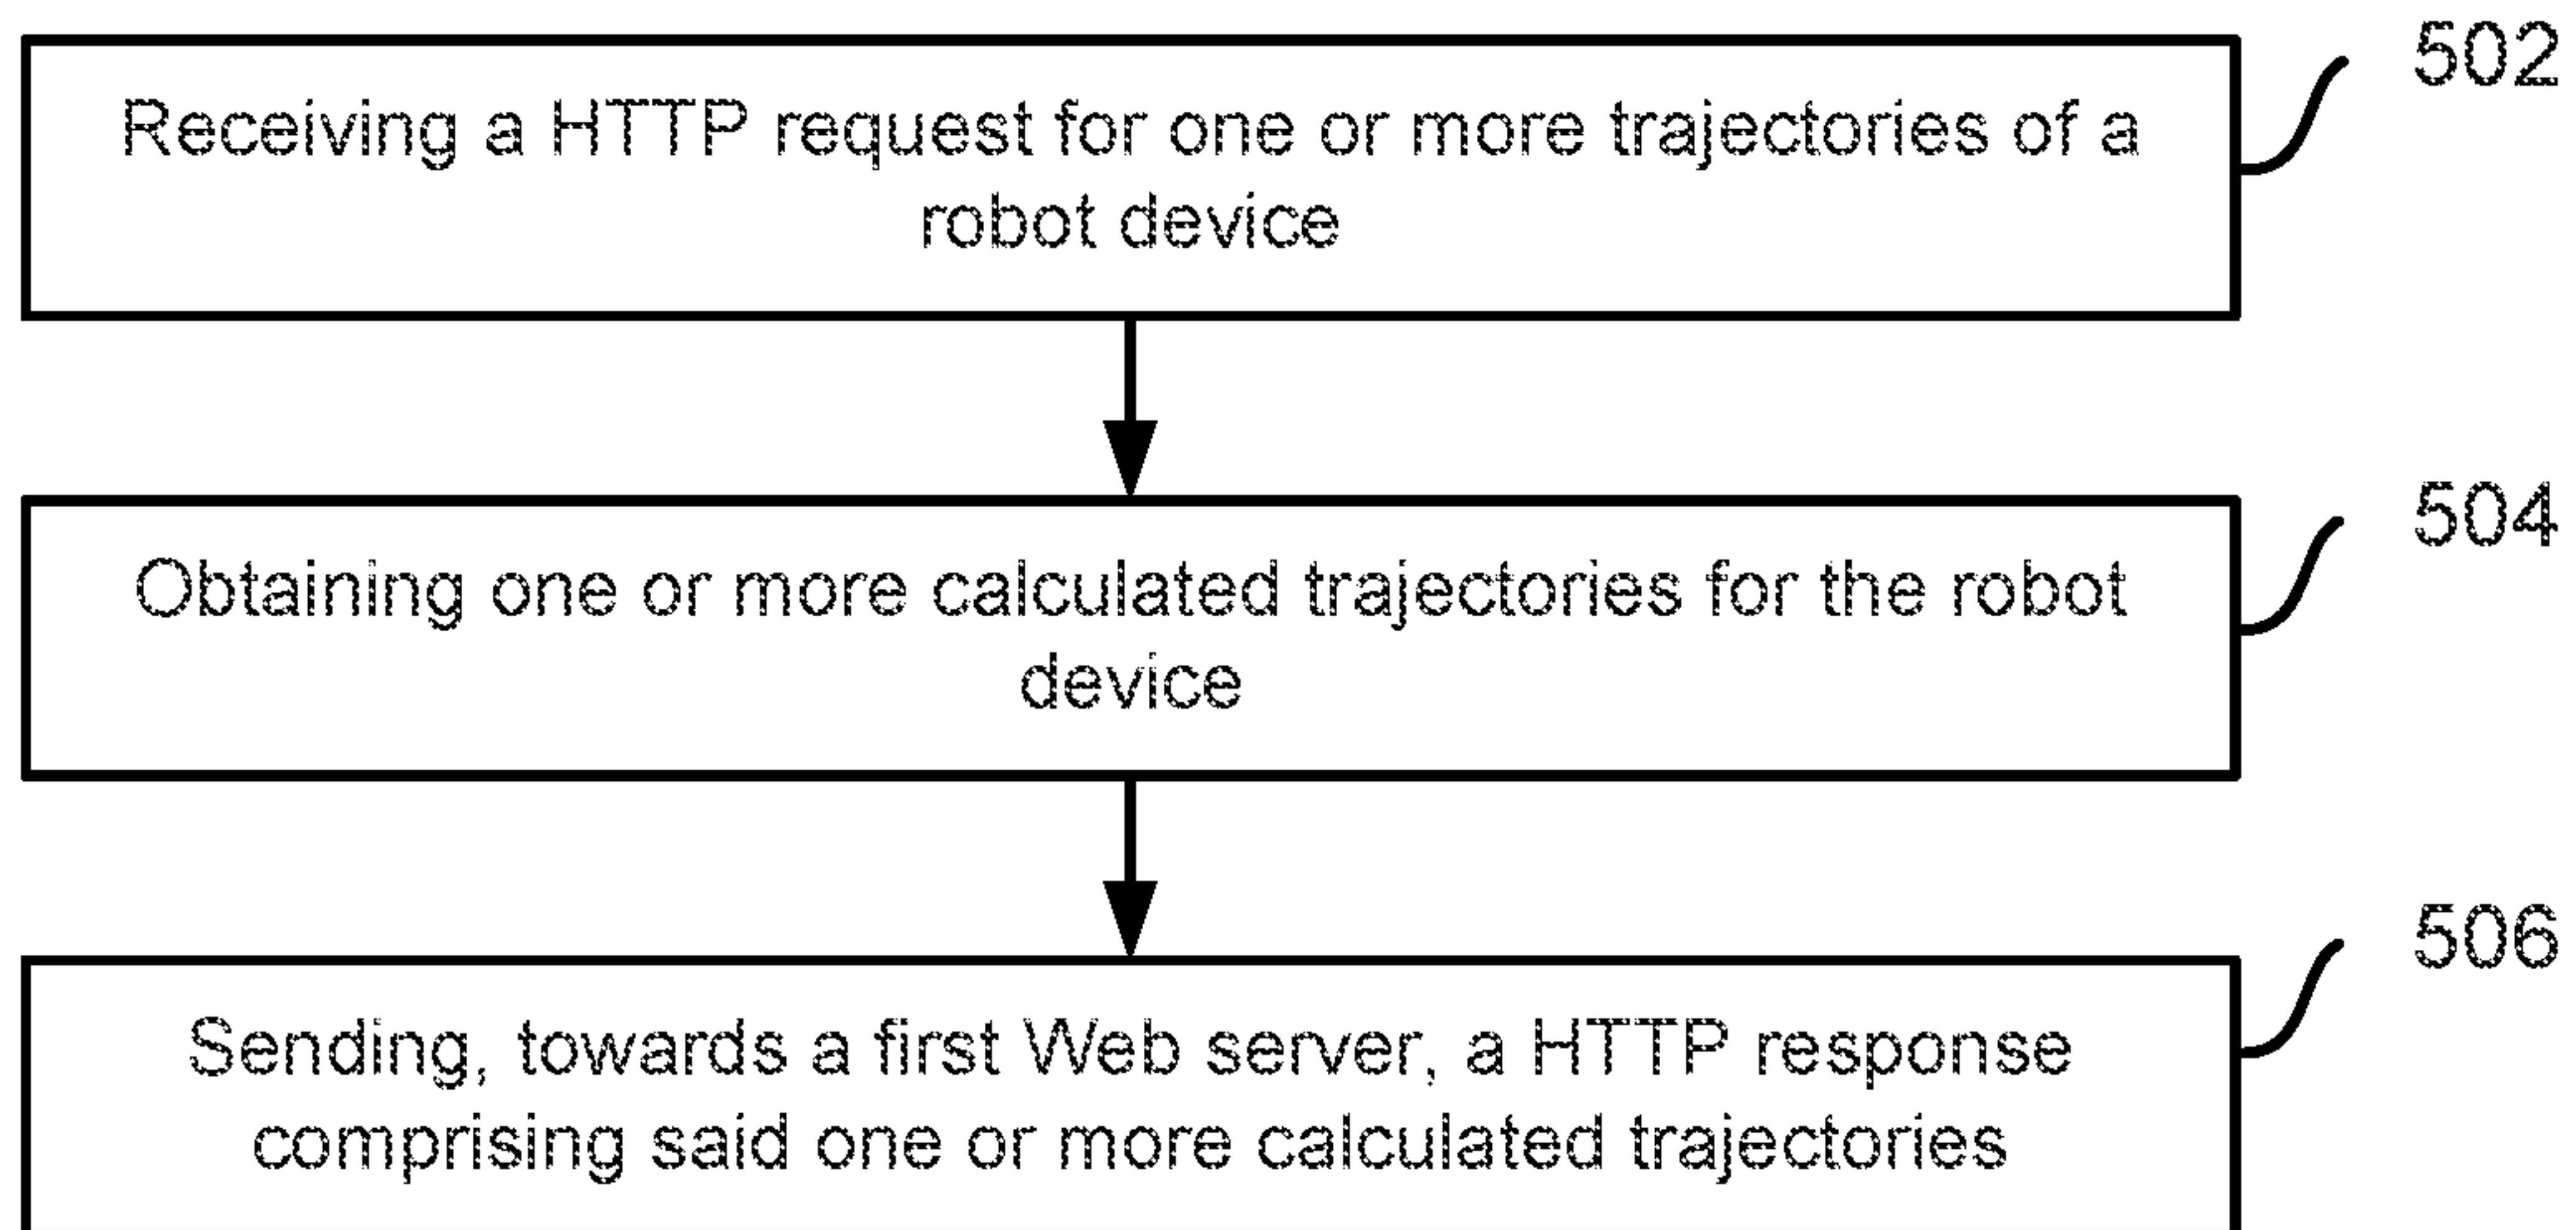 502
Receiving a HTTP request for one or more trajectories of a
robot device
504
Obtaining one or more calculated trajectories for the robot
device
506
Sending, towards a first Web server, a HTTP response
comprising said one or more calculated trajectories